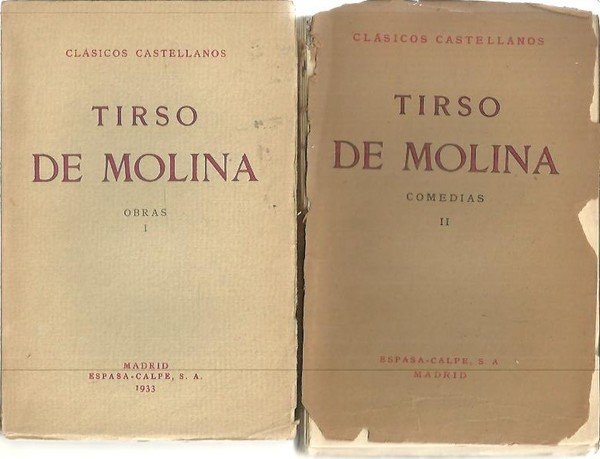 CLÁSICOS CASTELLANOS
TIRSO
DE MOLINA
OBRAS
I
MADRID
ESPASA-CALPE, S. A.
1933
CLÁSICOS CASTELLANOS
TIRSO
DE MOLINA
COMEDIAS
II
ESPASA-CALPE, S. A
MADRID